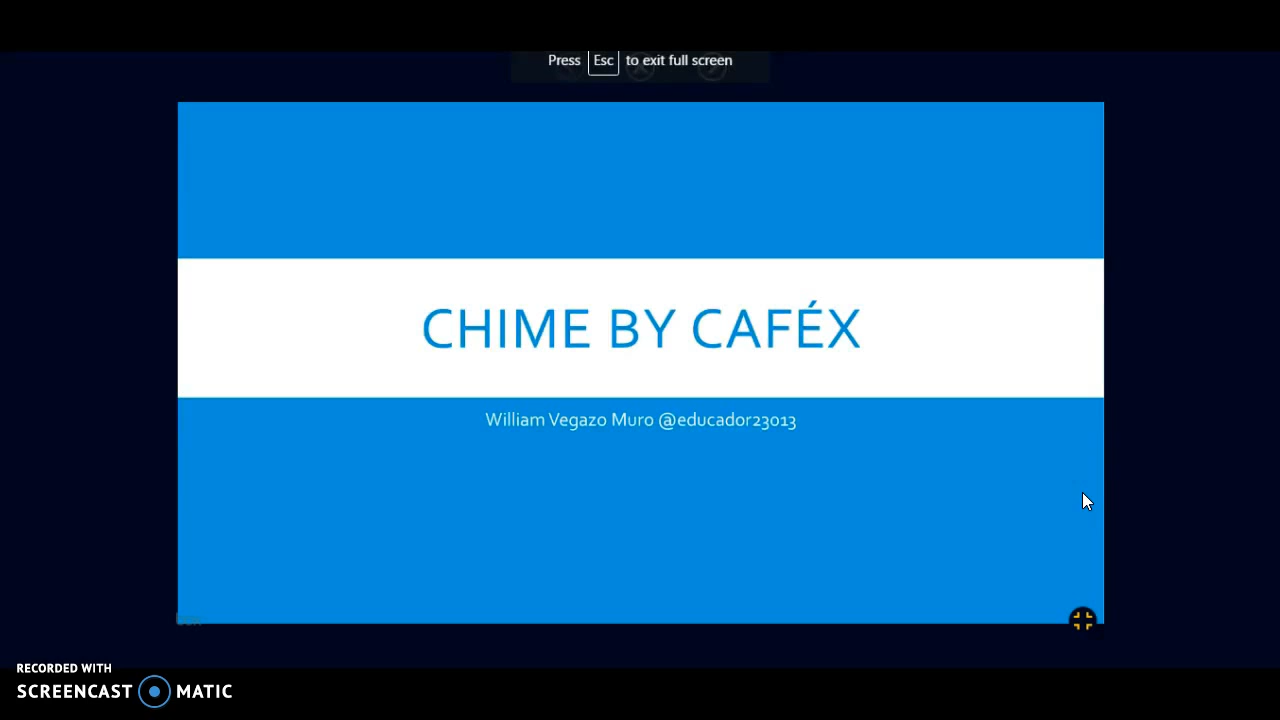 Press Esc to exit full screen
CHIME BY CAFÉX
William Vegazo Muro @educador23013
RECORDED WITH
SCREENCAST MATIC